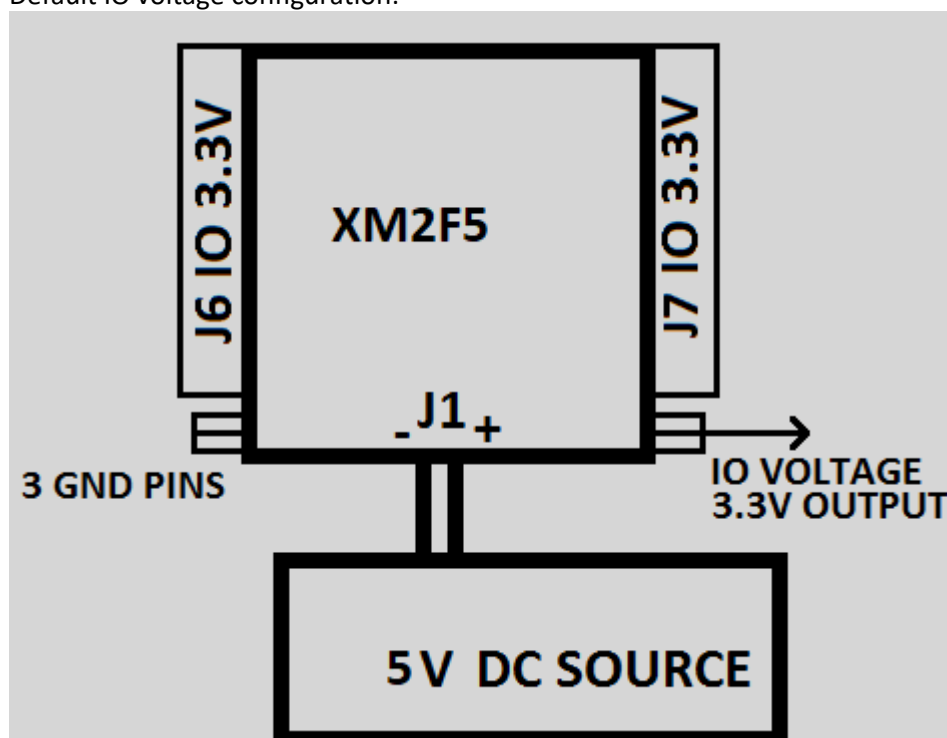 Default IO voltage configuration:
J6 IO 3.3V
XM2F5
J7 IO 3.3V
- J1 +
3 GND PINS
IO VOLTAGE
3.3V OUTPUT
5V DC SOURCE